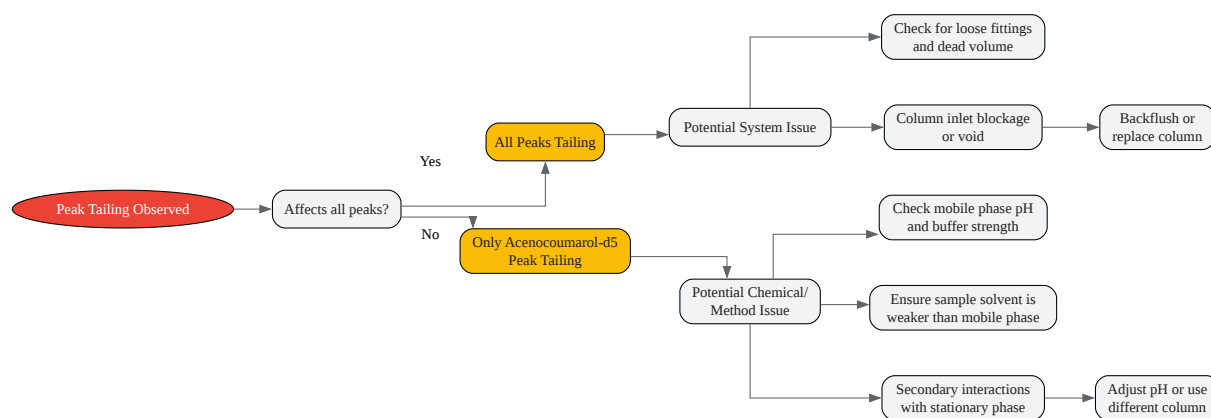 Peak Tailing Observed
Affects all peaks?
Yes
No
All Peaks Tailing
Only Acenocoumarol-d5
Peak Tailing
Potential System Issue
Potential Chemical/
Method Issue
Check for loose fittings
and dead volume
Column inlet blockage
or void
Backflush or
replace column
Check mobile phase pH
and buffer strength
Ensure sample solvent is
weaker than mobile phase
Secondary interactions
with stationary phase
Adjust pH or use
different column